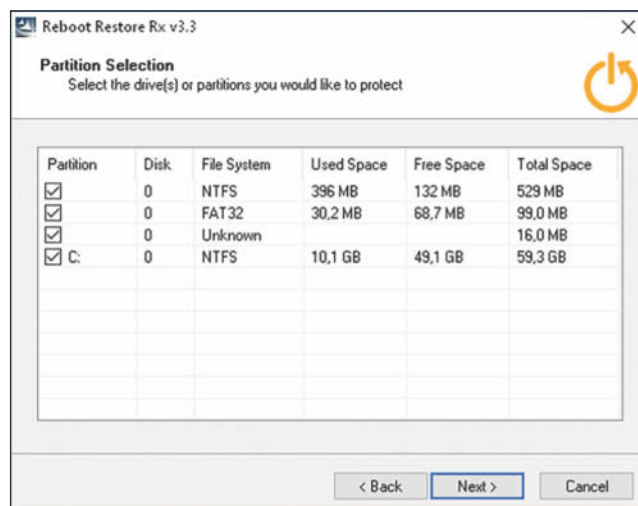 Reboot Restore Rx v3.3
Partition Selection
Select the drive(s) or partitions you would like to protect
Partition Disk File System Used Space Free Space Total Space
0 NTFS 396 MB 132 MB 529 MB
0 FAT32 30,2 MB 68,7 MB 99,0 MB
0 Unknown 16,0 MB
C: 0 NTFS 10,1 GB 49,1 GB 59,3 GB
< Back Next > Cancel